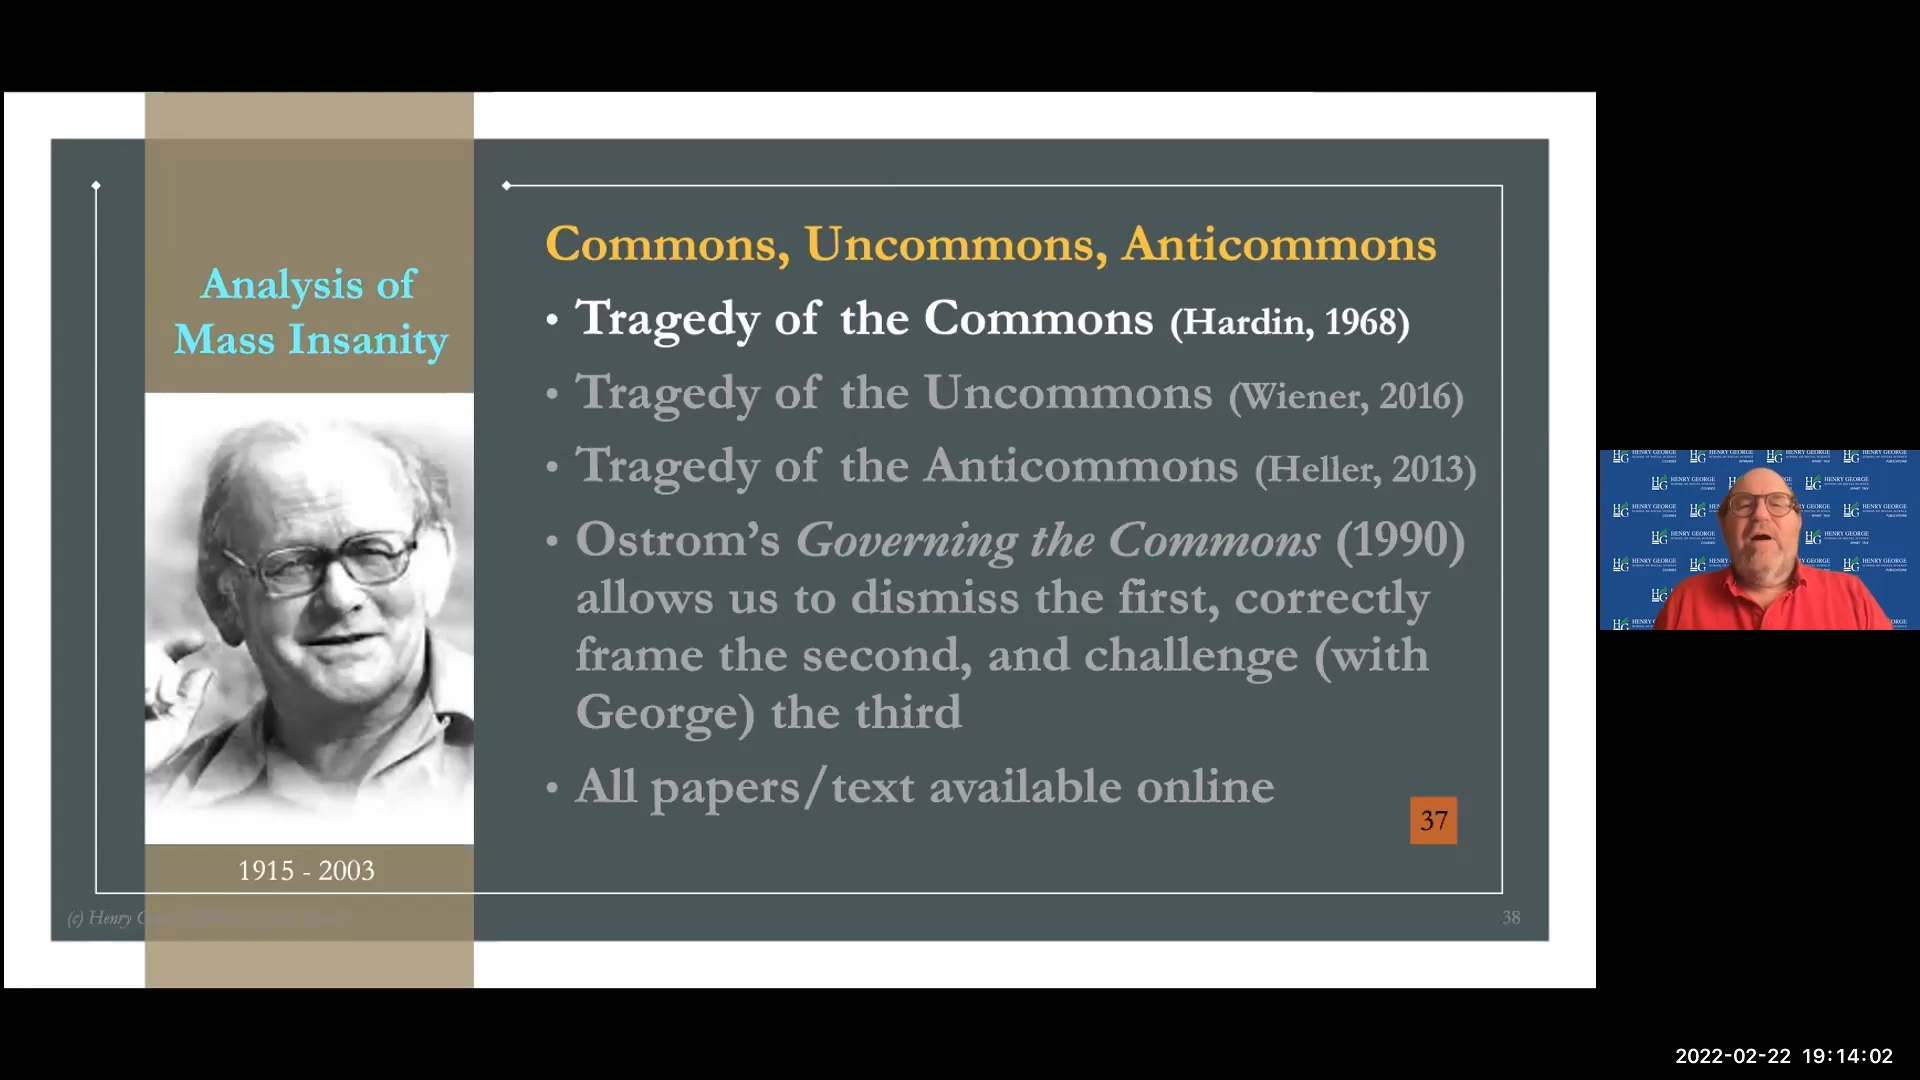 Analysis of
Mass Insanity
1915 - 2003
Commons, Uncommons, Anticommons
• Tragedy of the Commons (Hardin, 1968)
• Tragedy of the Uncommons (Wiener, 2016)
• Tragedy of the Anticommons (Heller, 2013)
• Ostrom’s Governing the Commons (1990)
allows us to dismiss the first, correctly
frame the second, and challenge (with
George) the third
• All papers/text available online
37
(c) Henry
38
HENRY GEORGE
2022-02-22 19:14:02